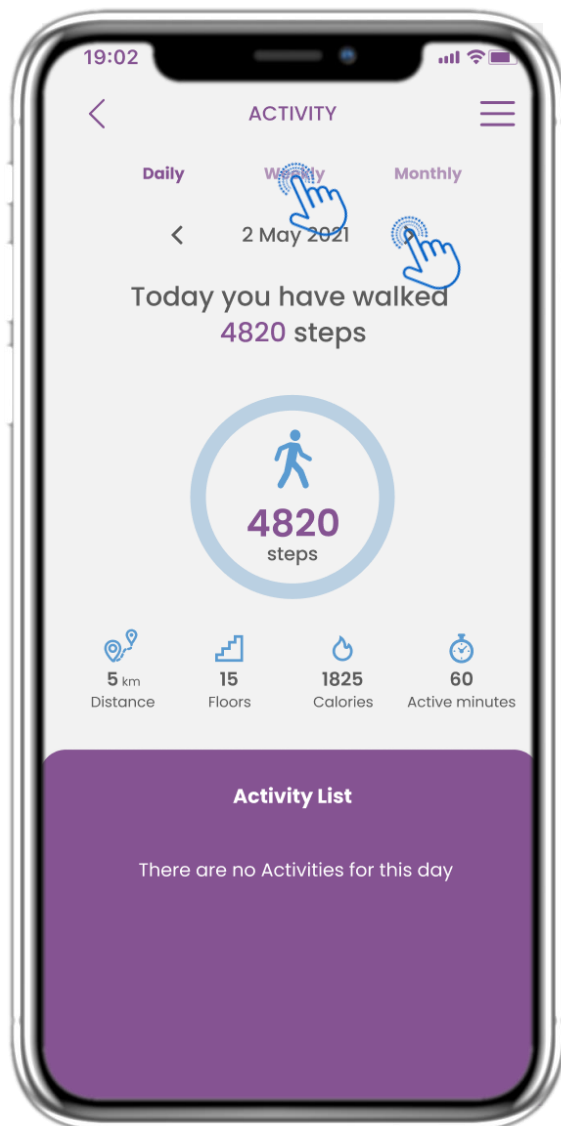 19:02
ACTIVITY
Daily Weekly Monthly
2 May 2021
Today you have walked
4820 steps
4820
steps
5 km 15 1825 60
Distance Floors Calories Active minutes
Activity List
There are no Activities for this day